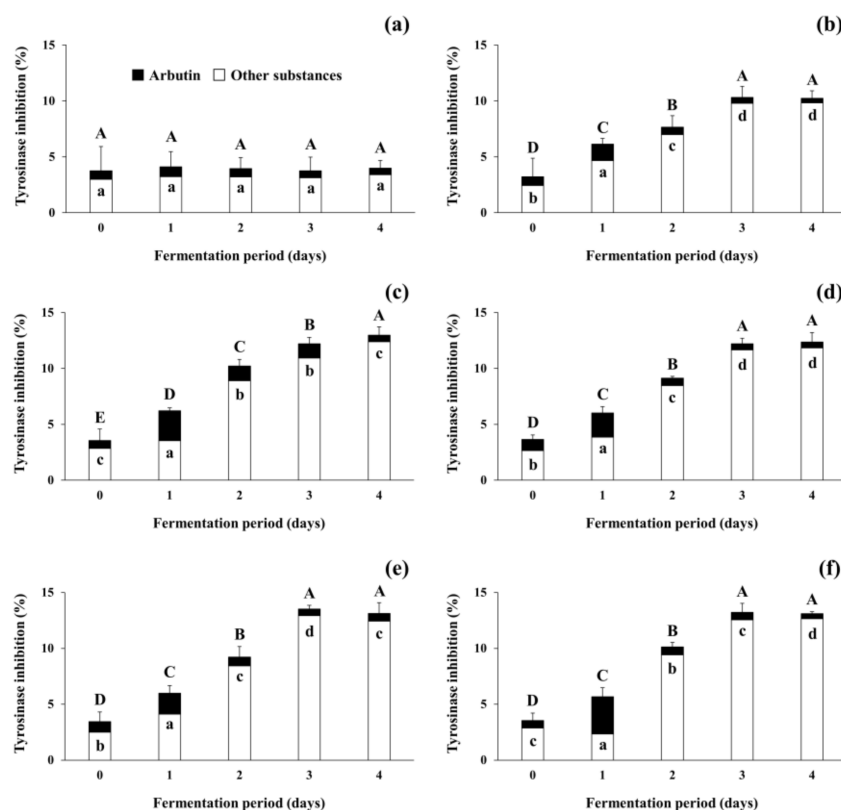 (a)
Tyrosinase inhibition (%)
15
10
5
0
Arbutin Other substances
A A A A A
a a a a a
0 1 2 3 4
Fermentation period (days)
(b)
Tyrosinase inhibition (%)
15
10
5
0
D C B A A
b a c d d
0 1 2 3 4
Fermentation period (days)
(c)
Tyrosinase inhibition (%)
15
10
5
0
E D C B A
c a b b c
0 1 2 3 4
Fermentation period (days)
(d)
Tyrosinase inhibition (%)
15
10
5
0
D C B A A
b a c d d
0 1 2 3 4
Fermentation period (days)
(e)
Tyrosinase inhibition (%)
15
10
5
0
D C B A A
b a c d c
0 1 2 3 4
Fermentation period (days)
(f)
Tyrosinase inhibition (%)
15
10
5
0
D C B A A
c a b c d
0 1 2 3 4
Fermentation period (days)